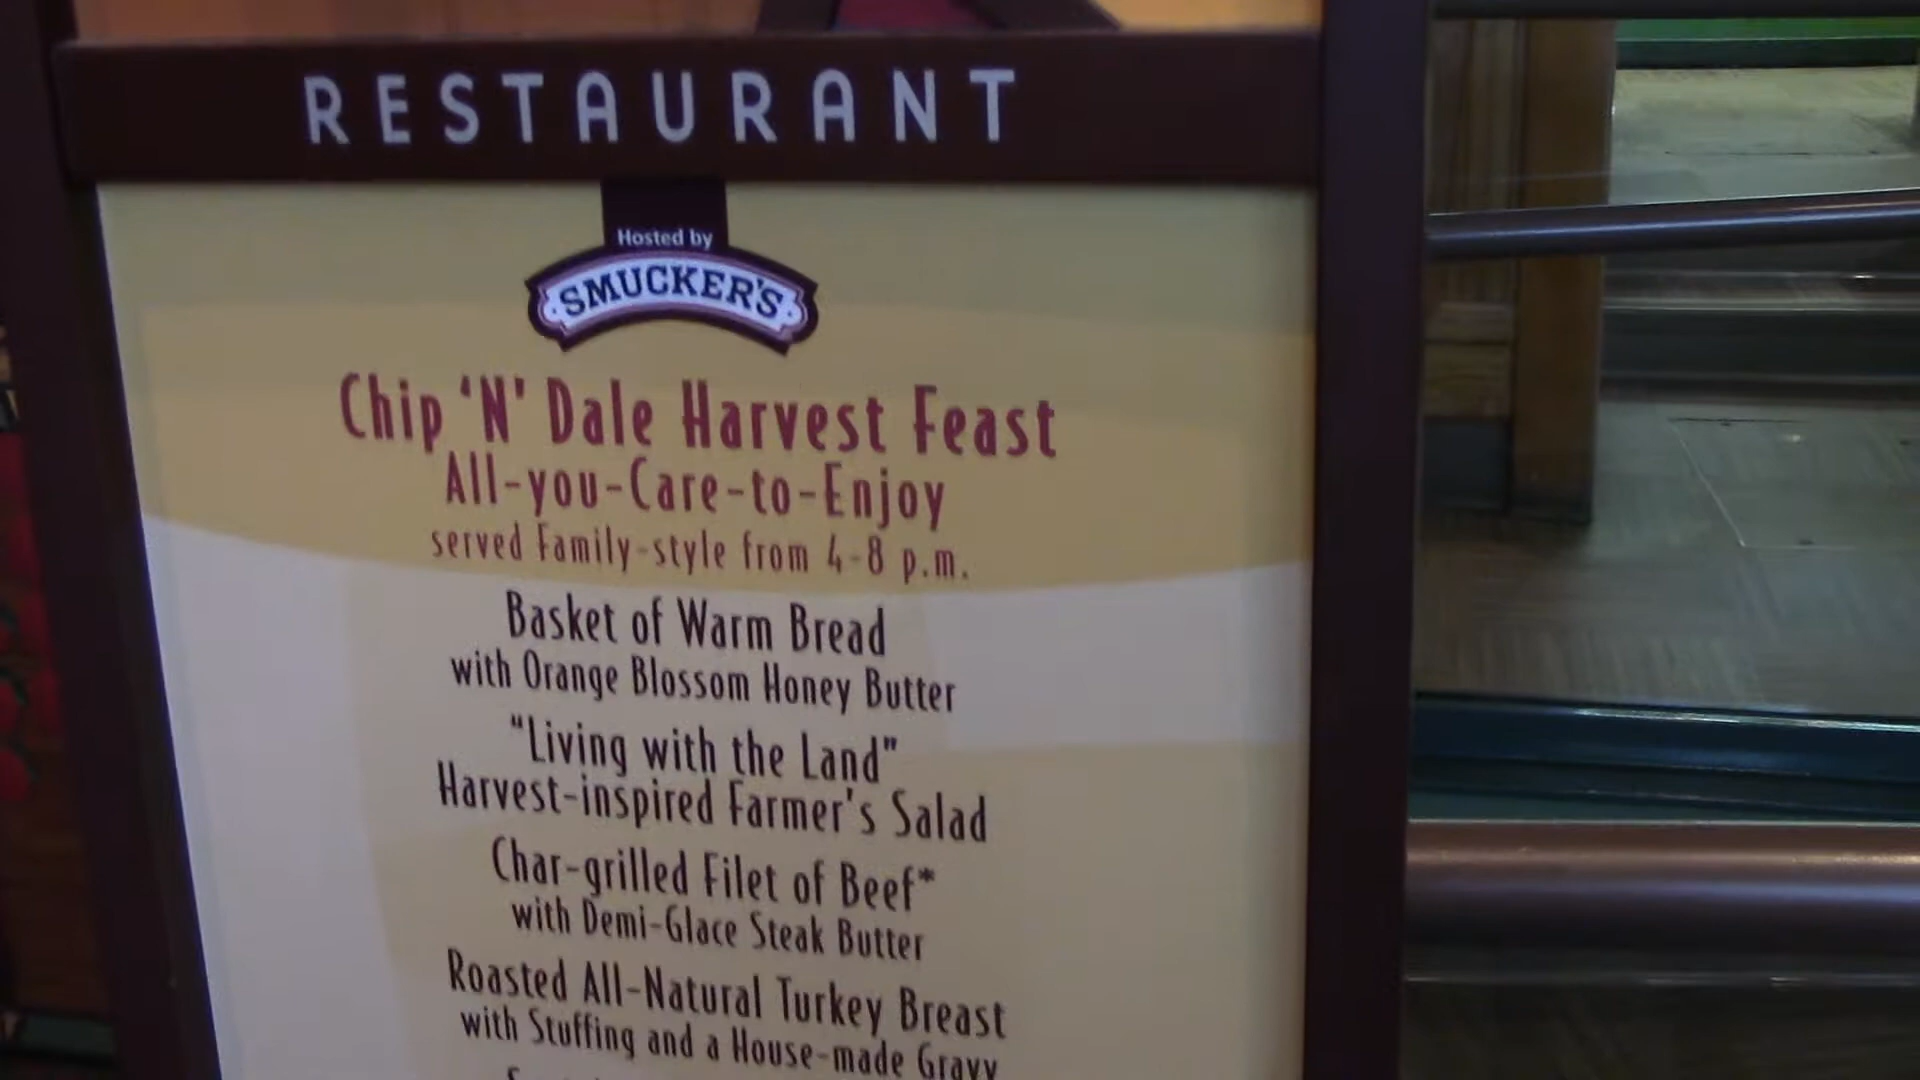 RESTAURANT
Hosted by
SMUCKER'S
Chip 'N' Dale Harvest Feast
All-you-Care-to-Enjoy
served Family-style from 4-8 p.m.
Basket of Warm Bread
with Orange Blossom Honey Butter
"Living with the Land"
Harvest-inspired Farmer's Salad
Char-grilled Filet of Beef*
with Demi-Glace Steak Butter
Roasted All-Natural Turkey Breast
with Stuffing and a House-made Gravy